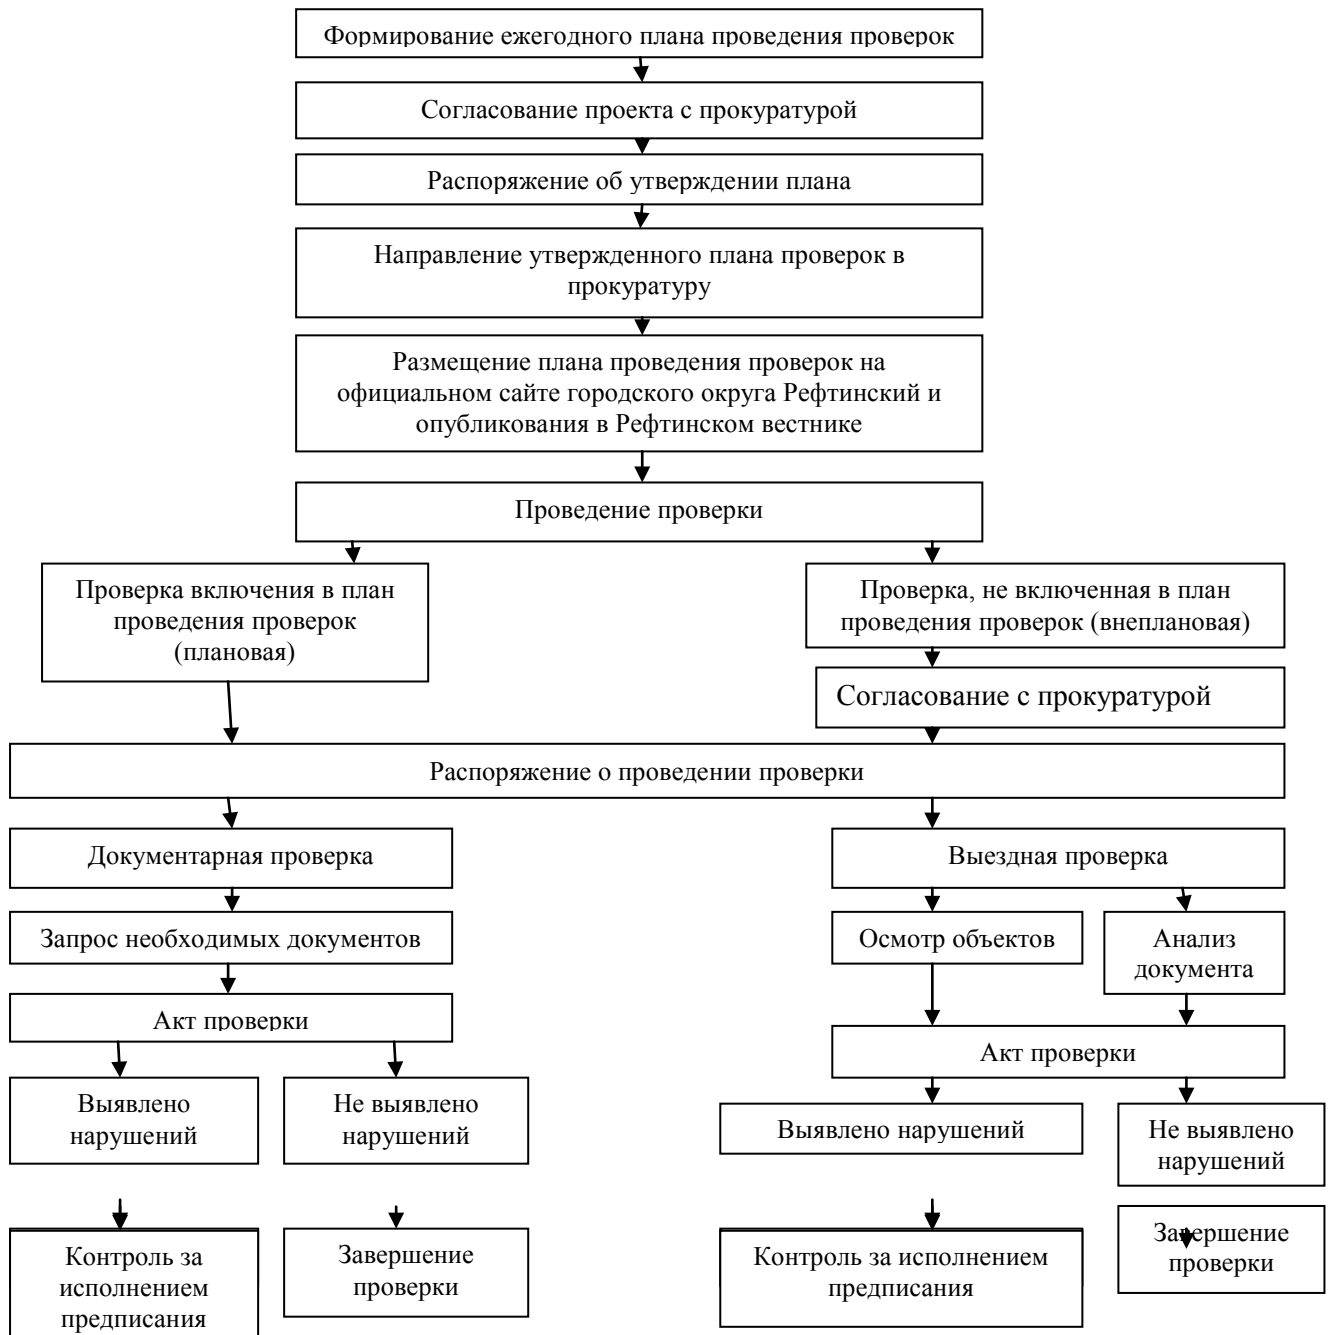 Формирование ежегодного плана проведения проверок
Согласование проекта с прокуратурой
Распоряжение об утверждении плана
Направление утвержденного плана проверок в
прокуратуру
Размещение плана проведения проверок на
официальном сайте городского округа Рефтинский и
опубликования в Рефтинском вестнике
Проведение проверки
Проверка включения в план
проведения проверок
(плановая)
Проверка, не включенная в план
проведения проверок (внеплановая)
Согласование с прокуратурой
Распоряжение о проведении проверки
Документарная проверка
Выездная проверка
Запрос необходимых документов
Осмотр объектов
Анализ
документа
Акт проверки
Акт проверки
Выявлено
нарушений
Не выявлено
нарушений
Выявлено нарушений
Не выявлено
нарушений
Контроль за
исполнением
предписания
Завершение
проверки
Контроль за исполнением
предписания
Завершение
проверки